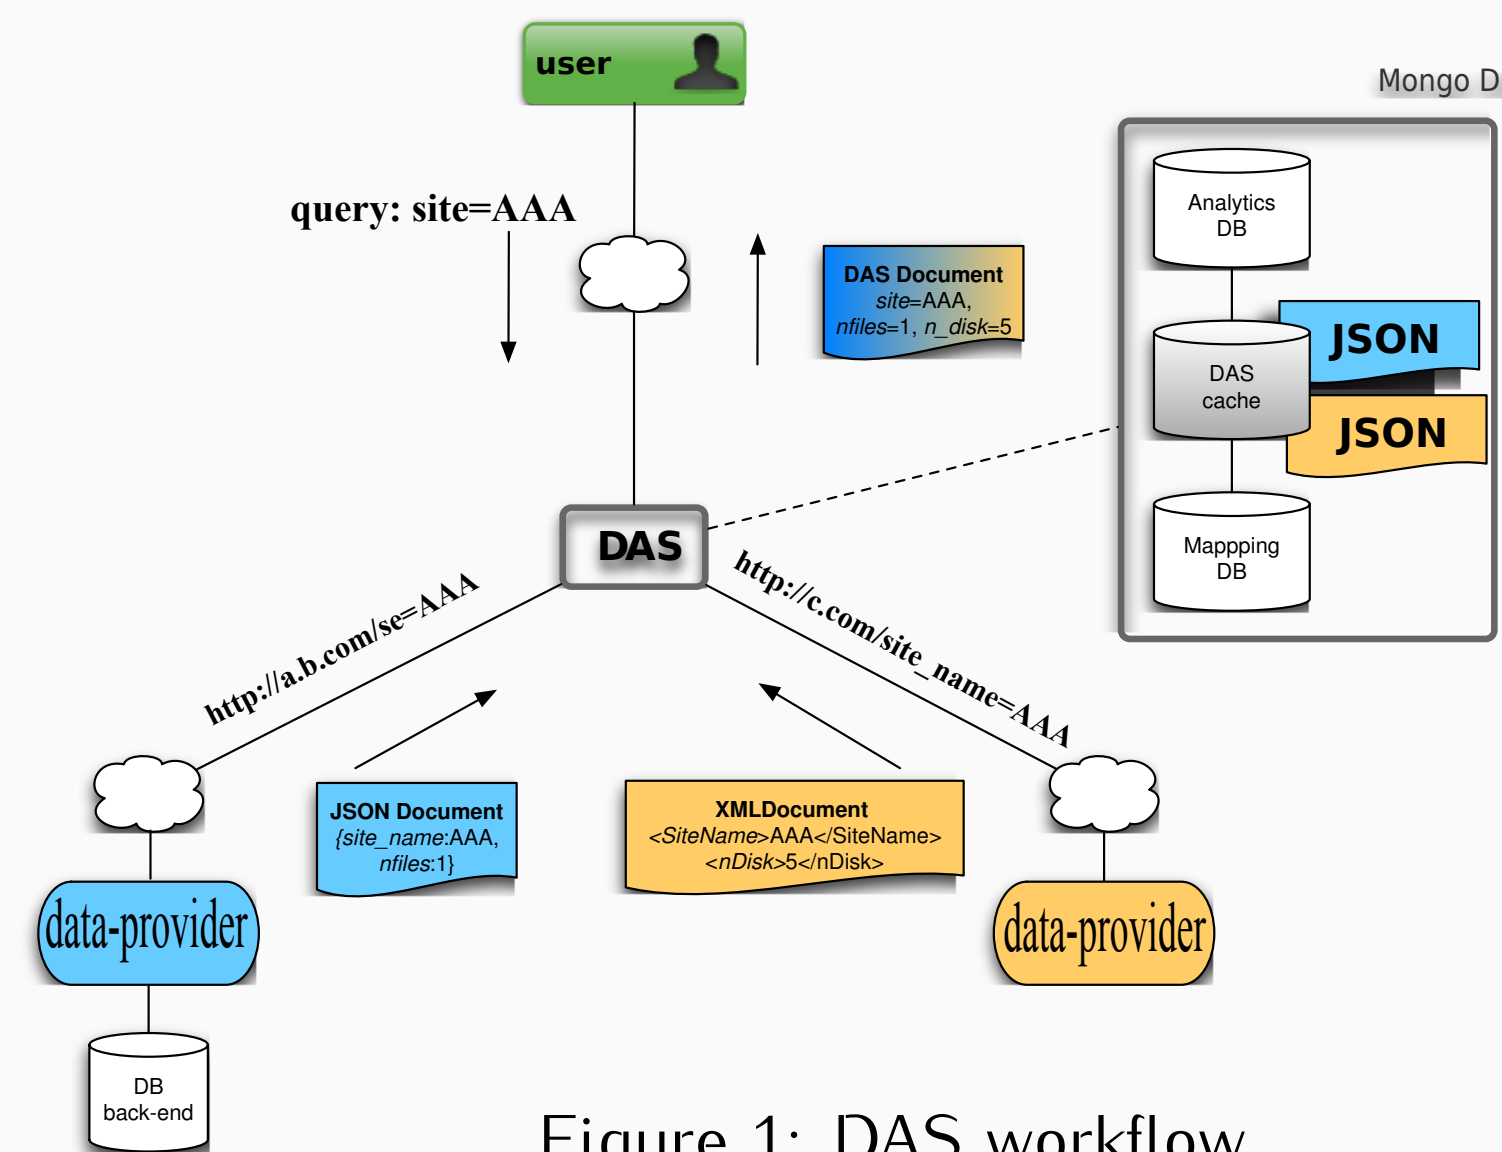 user
Mongo D
query: site=AAA
Analytics
DB
DAS Document
site=AAA,
nfiles=1, n_disk=5
JSON
DAS
cache
JSON
DAS
Mappping
DB
http://a.b.com/se=AAA
http://c.com/site_name=AAA
JSON Document
{site_name:AAA,
nfiles:1}
XMLDocument
<SiteName>AAA</SiteName>
<nDisk>5</nDisk>
data-provider
data-provider
DB
back-end
Figure 1: DAS workflow